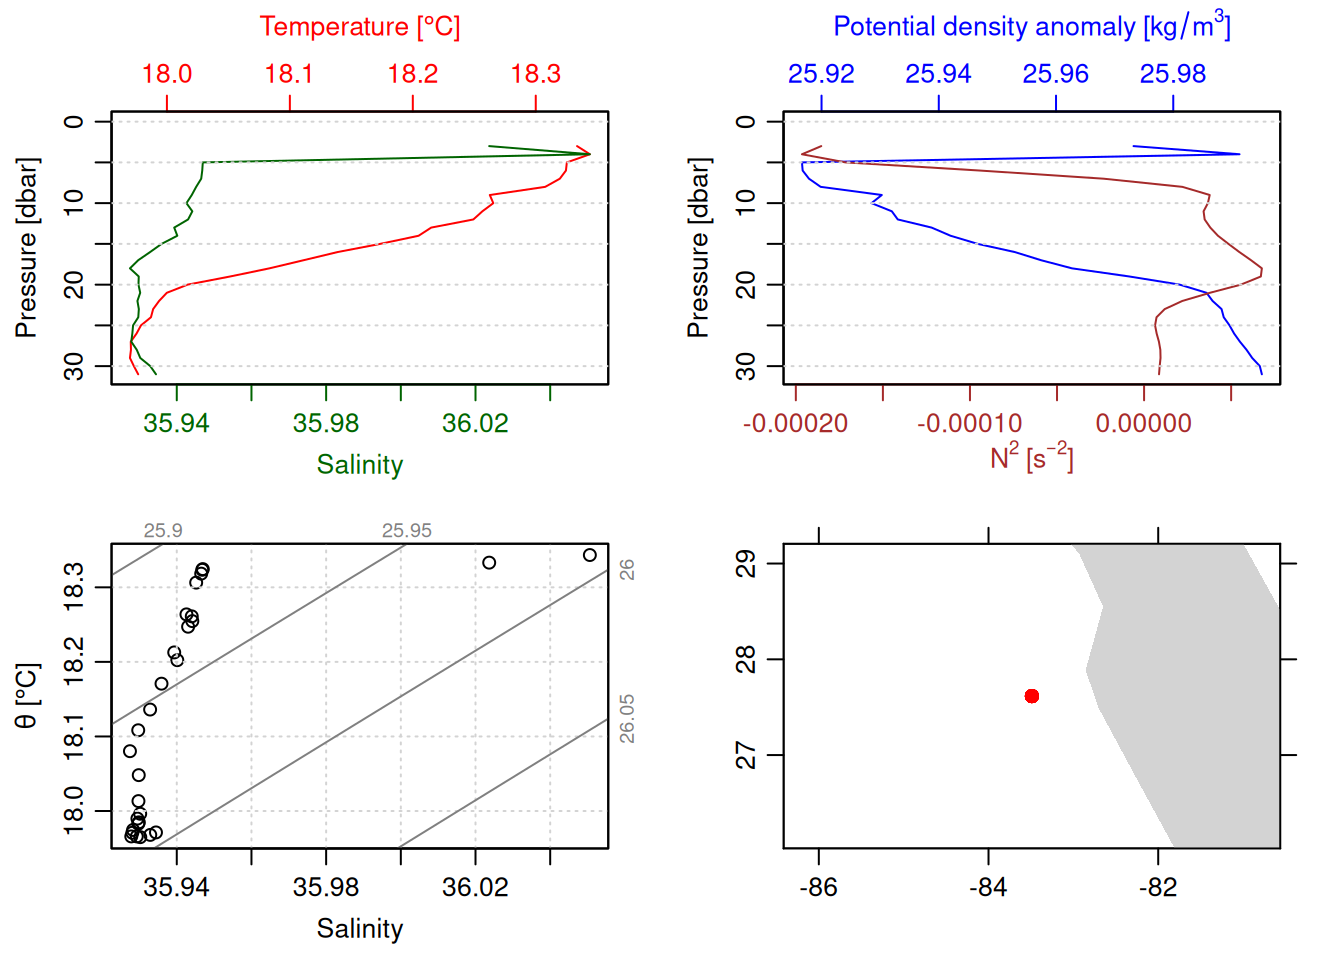 Temperature [°C]
18.0 18.1 18.2 18.3
Pressure [dbar]
0
10
20
30
35.94 35.98 36.02
Salinity
Potential density anomaly [kg/m³]
25.92 25.94 25.96 25.98
Pressure [dbar]
0
10
20
30
-0.00020 -0.00010 0.00000
N² [s⁻²]
25.9 25.95
26
26.05
θ [°C]
18.3
18.2
18.1
18.0
35.94 35.98 36.02
Salinity
29
28
27
-86 -84 -82